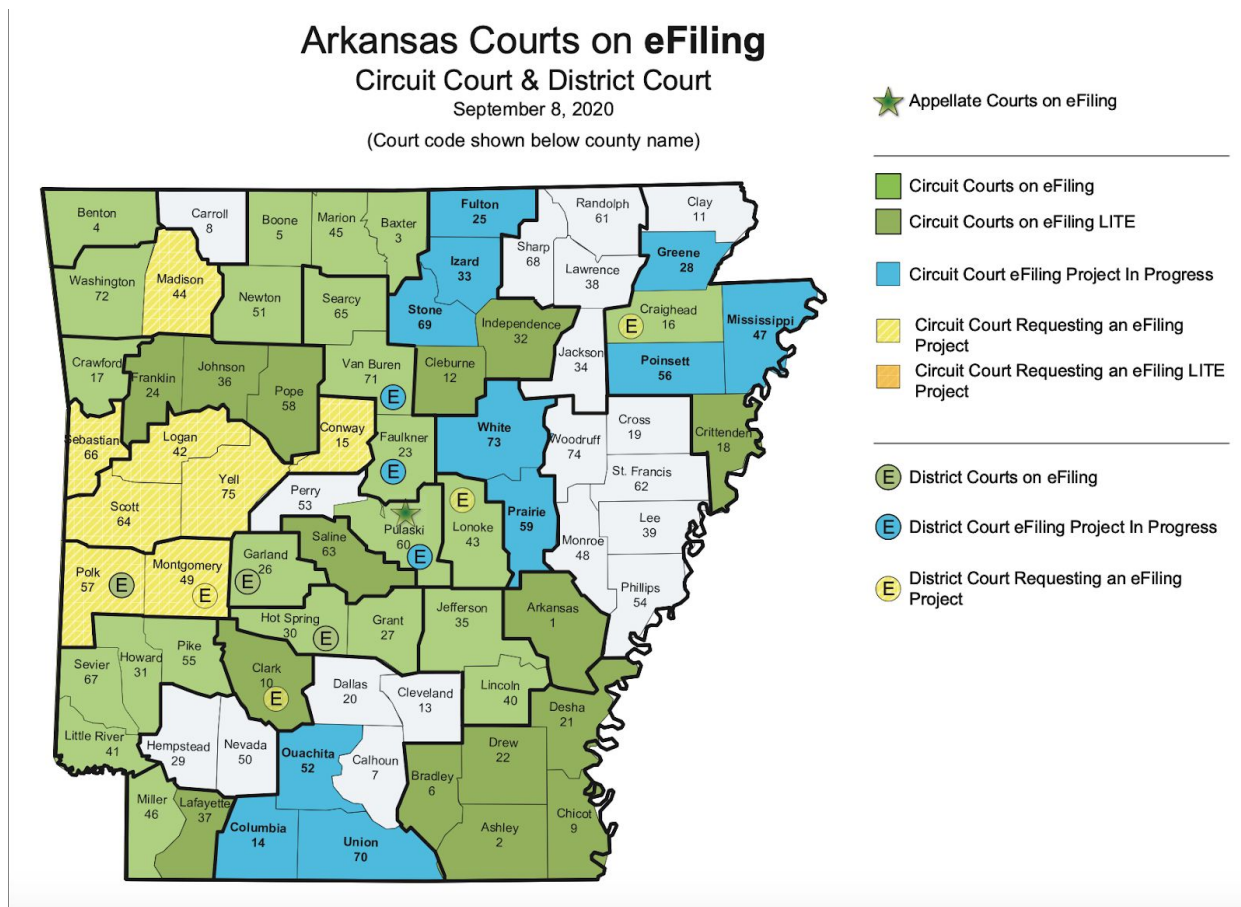 Arkansas Courts on eFiling
Circuit Court & District Court
September 8, 2020
(Court code shown below county name)
Appellate Courts on eFiling
Circuit Courts on eFiling
Circuit Courts on eFiling LITE
Circuit Court eFiling Project In Progress
Circuit Court Requesting an eFiling
Project
Circuit Court Requesting an eFiling LITE
Project
E District Courts on eFiling
E District Court eFiling Project In Progress
E District Court Requesting an eFiling
Project
Benton
4
Carroll
8
Boone
5
Marion
45
Baxter
3
Fulton
25
Randolph
61
Clay
11
Washington
72
Madison
44
Newton
51
Searcy
65
Izard
33
Sharp
68
Lawrence
38
Greene
28
Stone
69
Independence
32
Craighead
16
E
Mississippi
47
Crawford
17
Franklin
24
Johnson
36
Pope
58
Van Buren
71
E
Cleburne
12
Jackson
34
Poinsett
56
Sebastian
66
Logan
42
Conway
15
Faulkner
23
E
White
73
Woodruff
74
Cross
19
Crittenden
18
Scott
64
Yell
75
Perry
53
St. Francis
62
Pulaski
60
E
E
Lonoke
43
Prairie
59
Monroe
48
Lee
39
Phillips
54
Polk
57
E
Montgomery
49
E
Garland
26
E
Saline
63
Hot Spring
30
E
Grant
27
Jefferson
35
Arkansas
1
Sevier
67
Howard
31
Pike
55
Clark
10
E
Dallas
20
Cleveland
13
Lincoln
40
Desha
21
Little River
41
Hempstead
29
Nevada
50
Ouachita
52
Calhoun
7
Bradley
6
Drew
22
Miller
46
Lafayette
37
Columbia
14
Union
70
Ashley
2
Chicot
9